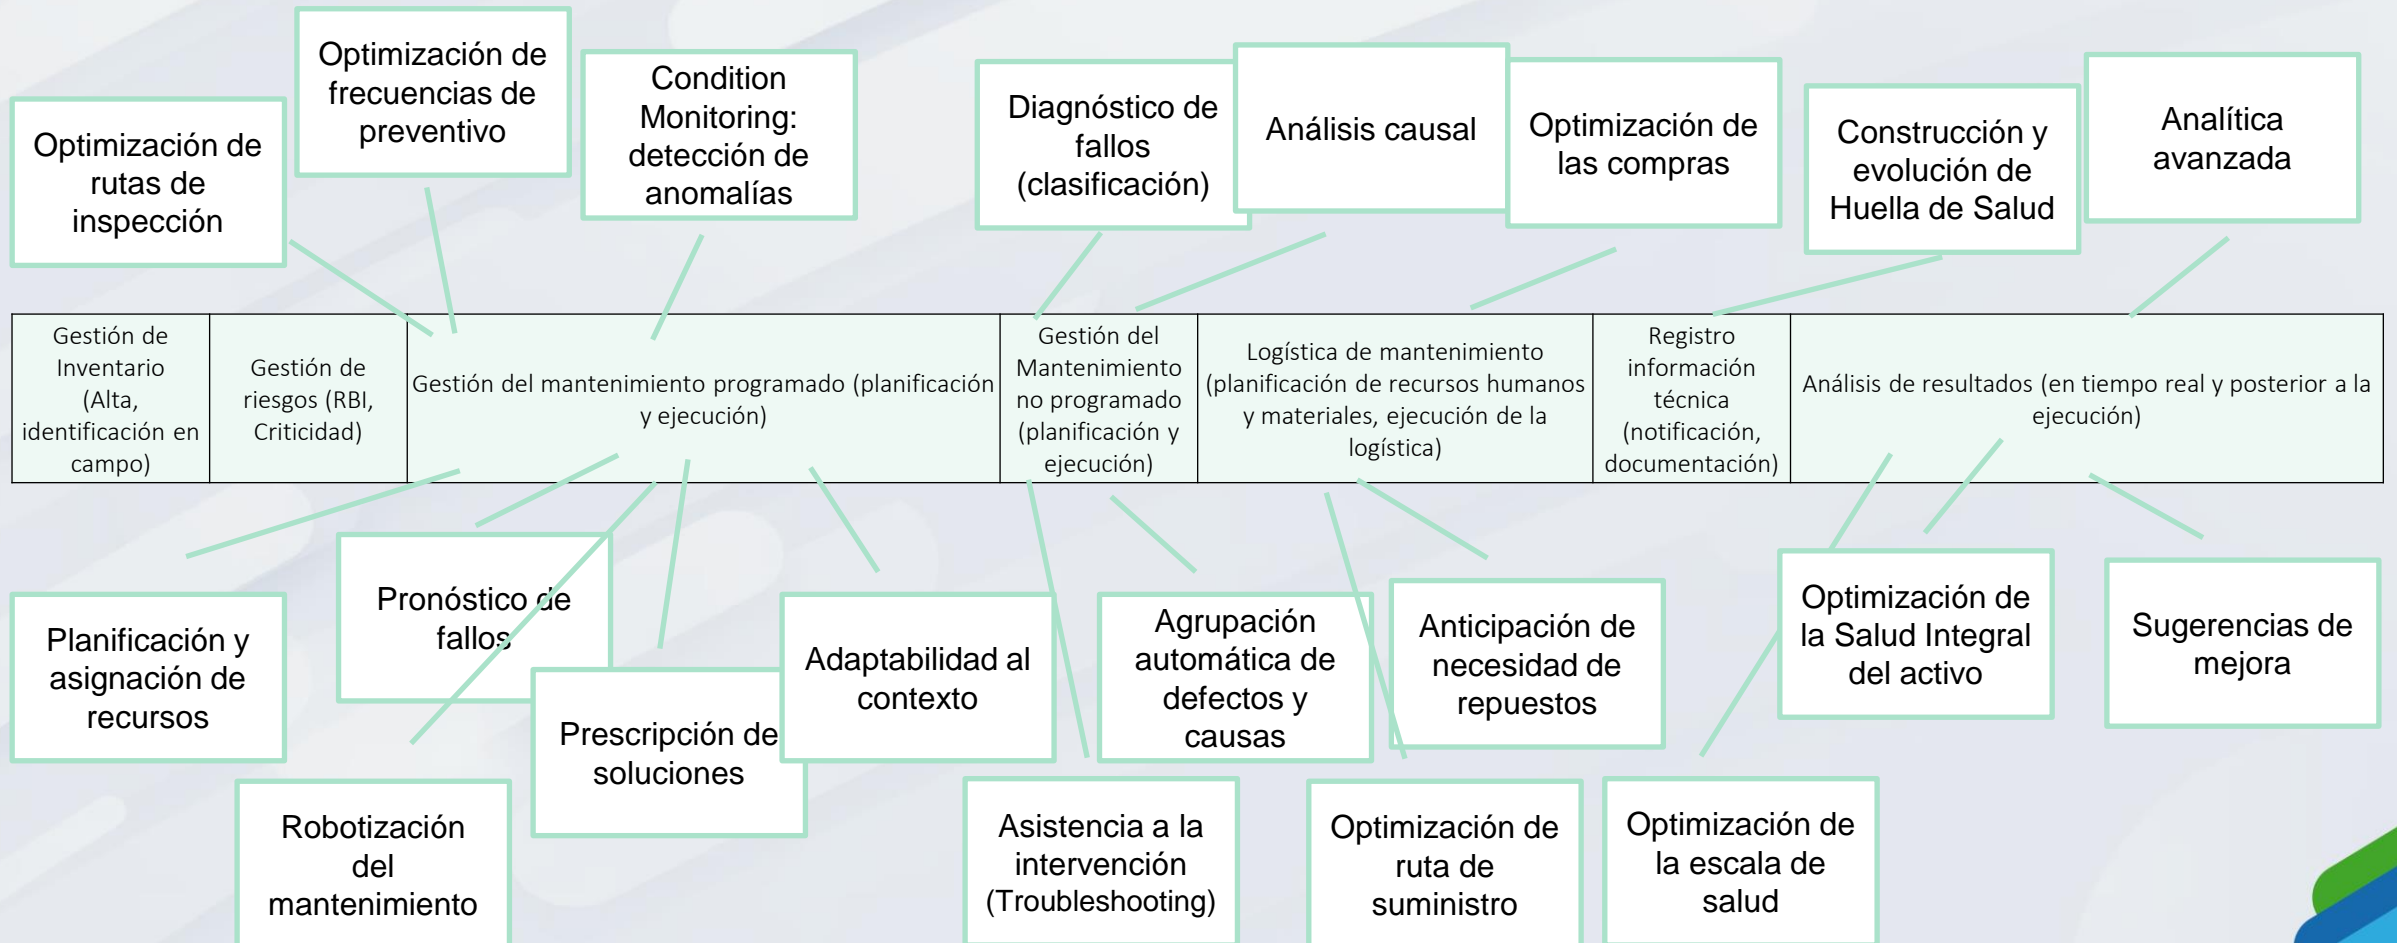 Optimización de
rutas de
inspección
Optimización de
frecuencias de
preventivo
Condition
Monitoring:
detección de
anomalías
Diagnóstico de
fallos
(clasificación)
Análisis causal
Optimización de
las compras
Construcción y
evolución de
Huella de Salud
Analítica
avanzada
Gestión de
Inventario
(Alta,
identificación en
campo)
Gestión de
riesgos (RBI,
Criticidad)
Gestión del mantenimiento programado (planificación
y ejecución)
Gestión del
Mantenimiento
no programado
(planificación y
ejecución)
Logística de mantenimiento
(planificación de recursos humanos
y materiales, ejecución de la
logística)
Registro
información
técnica
(notificación,
documentación)
Análisis de resultados (en tiempo real y posterior a la
ejecución)
Planificación y
asignación de
recursos
Robotización
del
mantenimiento
Pronóstico de
fallos
Prescripción de
soluciones
Adaptabilidad al
contexto
Asistencia a la
intervención
(Troubleshooting)
Agrupación
automática de
defectos y
causas
Optimización de
ruta de
suministro
Anticipación de
necesidad de
repuestos
Optimización de
la escala de
salud
Optimización de
la Salud Integral
del activo
Sugerencias de
mejora